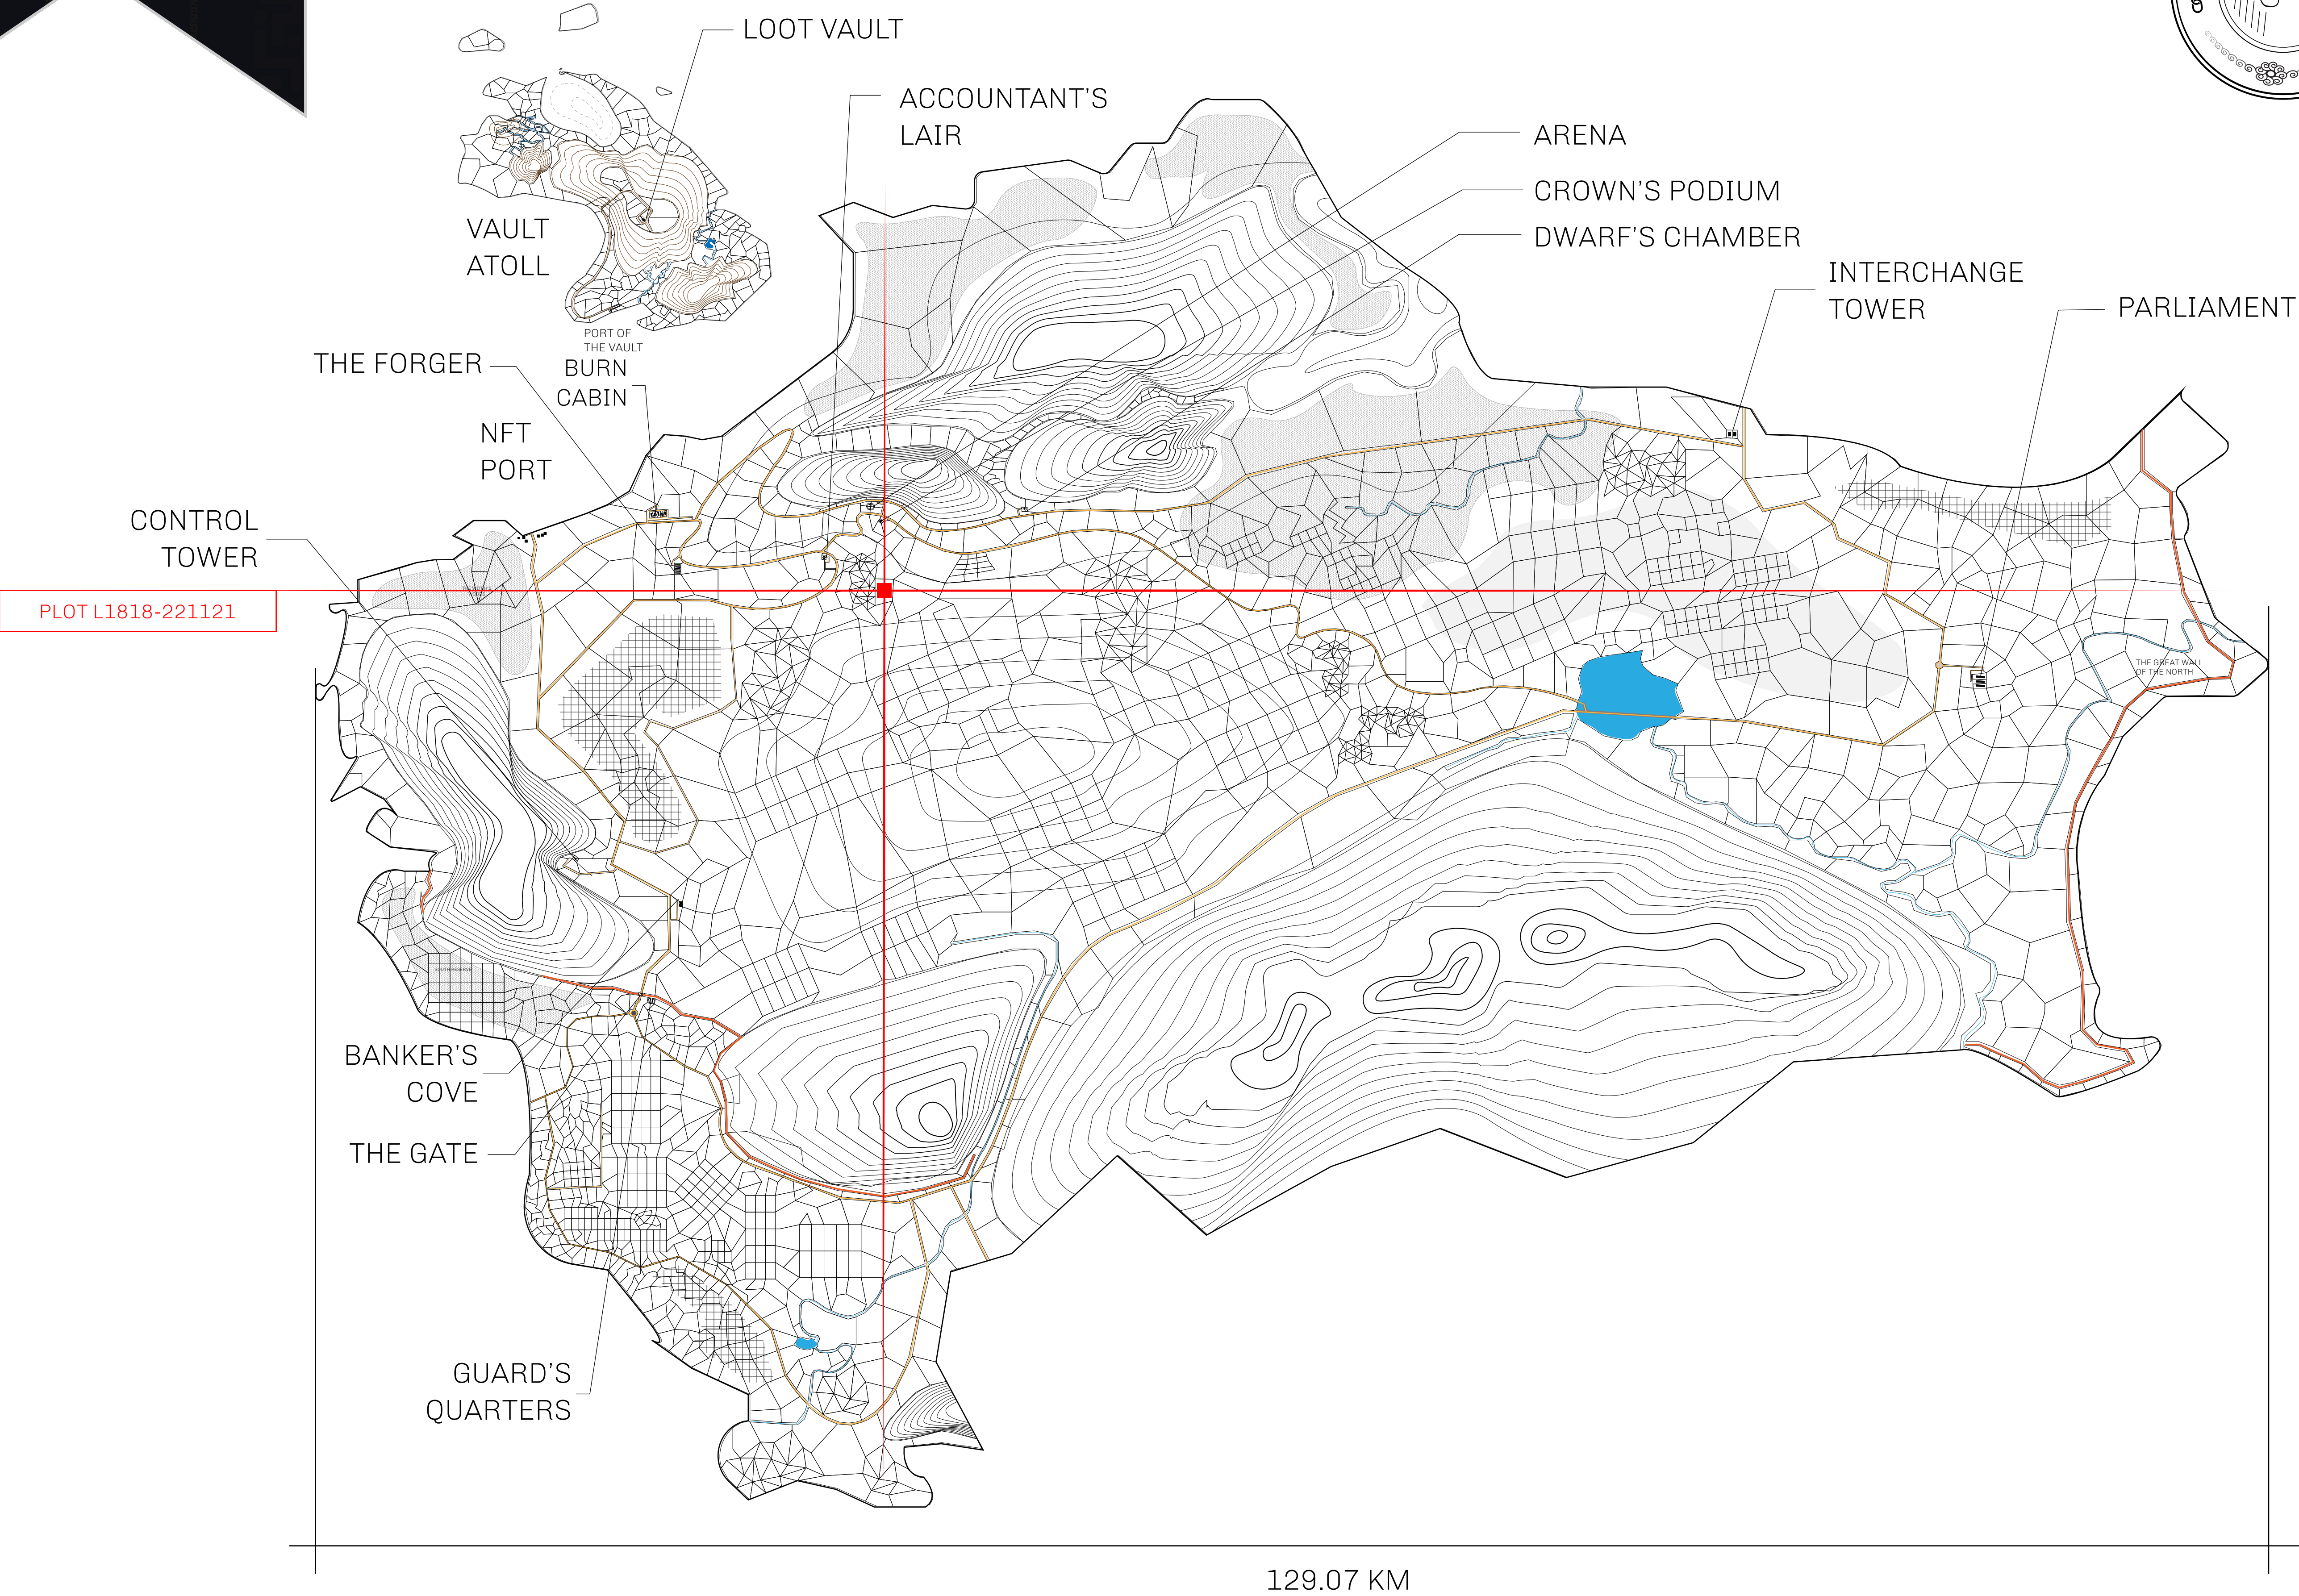 LOOT VAULT
ACCOUNTANT'S
LAIR
ARENA
CROWN'S PODIUM
DWARF'S CHAMBER
INTERCHANGE
TOWER
PARLIAMENT
VAULT
ATOLL
PORT OF
THE VAULT
THE FORGER
BURN
CABIN
NFT
PORT
CONTROL
TOWER
PLOT L1818-221121
THE GREAT WALL
OF THE NORTH
SOUTH RESERVE
BANKER'S
COVE
THE GATE
GUARD'S
QUARTERS
129.07 KM